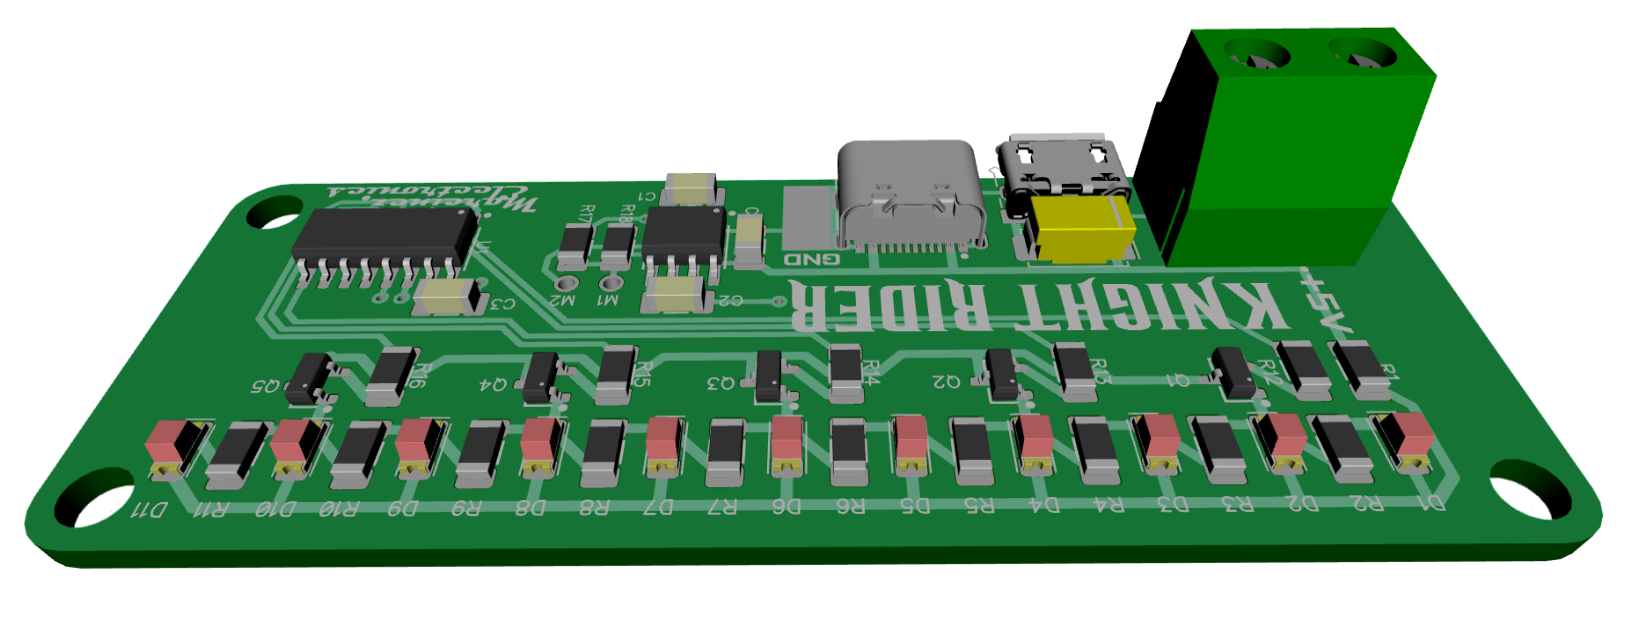 Mqreinet
Electronics
C1
C
R17
R18
U1
GND
M2
M1
C3
C2
KNIGHT RIDER
+5V
Q5
R16
Q4
R15
Q3
R14
Q2
R13
Q1
R12
R1
D11
R11
D10
R10
D9
R9
D8
R8
D7
R7
D6
R6
D5
R5
D4
R4
D3
R3
D2
R2
D1